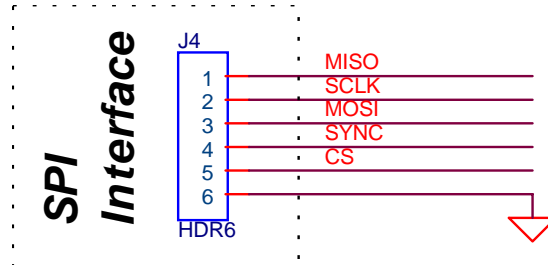 SPI
Interface
J4
1
2
3
4
5
6
HDR6
MISO
SCLK
MOSI
SYNC
CS